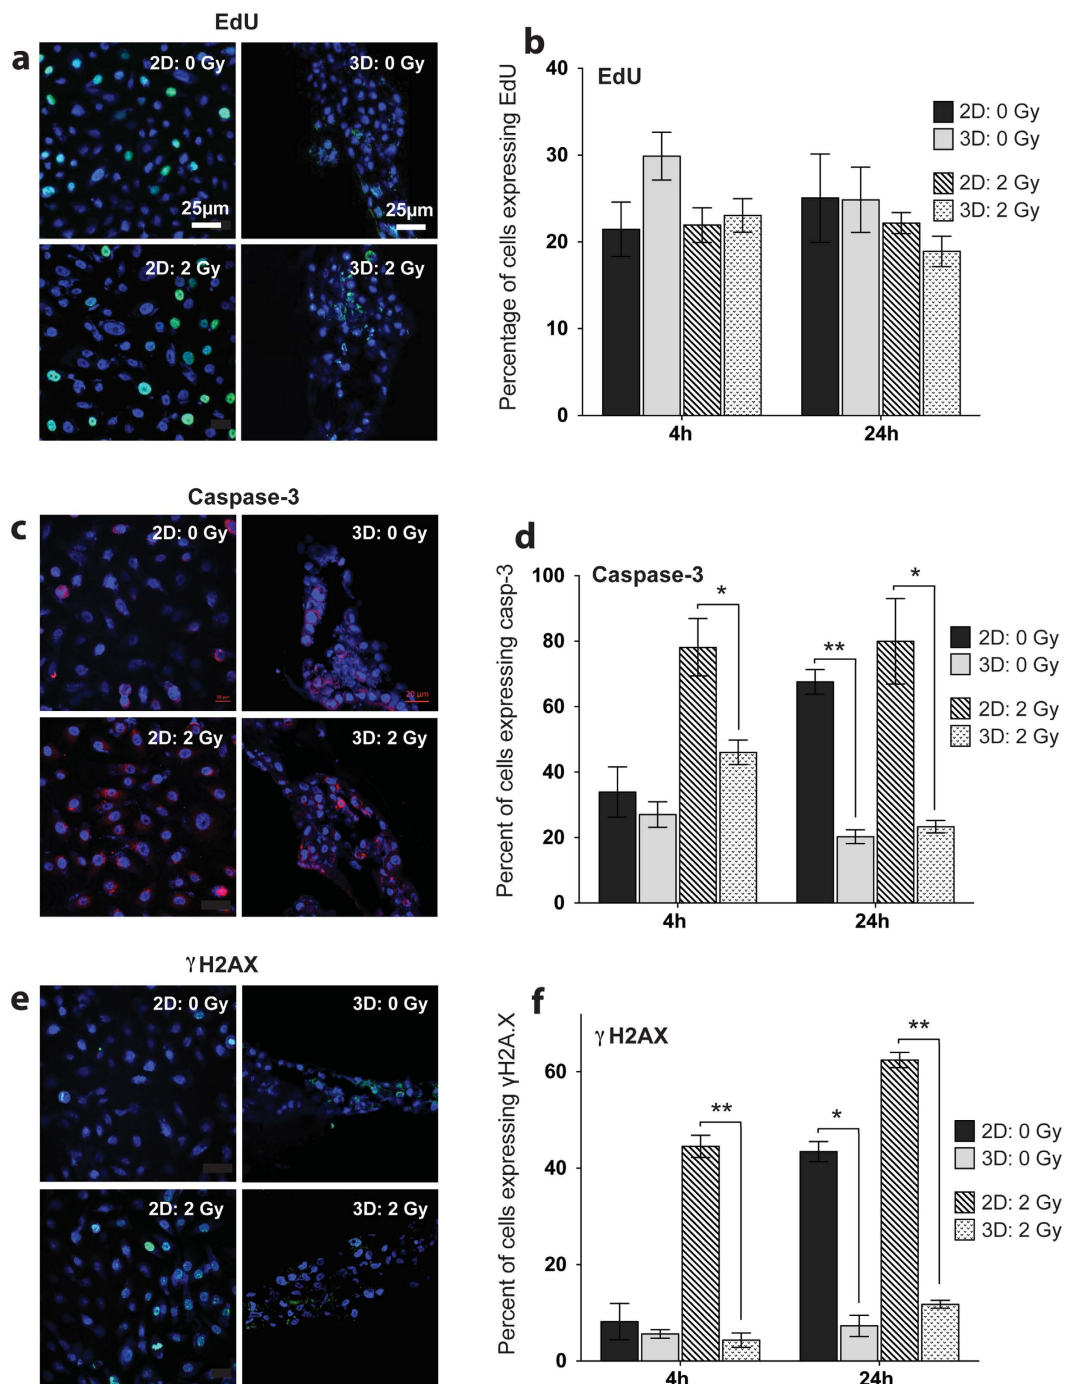 EdU
a
2D: 0 Gy
3D: 0 Gy
25μm
25μm
2D: 2 Gy
3D: 2 Gy
b
EdU
Percentage of cells expressing EdU
40
30
20
10
0
4h
24h
2D: 0 Gy
3D: 0 Gy
2D: 2 Gy
3D: 2 Gy
Caspase-3
c
2D: 0 Gy
3D: 0 Gy
20 μm
2D: 2 Gy
3D: 2 Gy
d
Caspase-3
Percent of cells expressing casp-3
100
80
60
40
20
0
*
**
*
4h
24h
2D: 0 Gy
3D: 0 Gy
2D: 2 Gy
3D: 2 Gy
γH2AX
e
2D: 0 Gy
3D: 0 Gy
2D: 2 Gy
3D: 2 Gy
f
γ H2AX
Percent of cells expressing γH2A.X
60
40
20
0
**
*
**
4h
24h
2D: 0 Gy
3D: 0 Gy
2D: 2 Gy
3D: 2 Gy